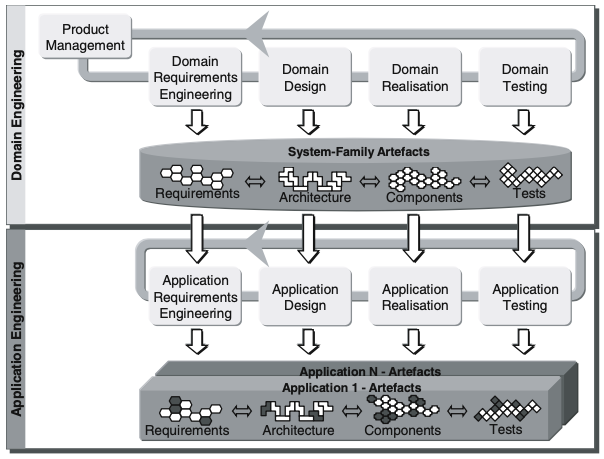 Domain Engineering
Product
Management
Domain
Requirements
Engineering
Domain
Design
Domain
Realisation
Domain
Testing
System-Family Artefacts
Requirements
Architecture
Components
Tests
Application Engineering
Application
Requirements
Engineering
Application
Design
Application
Realisation
Application
Testing
Application N - Artefacts
Application 1 - Artefacts
Requirements
Architecture
Components
Tests